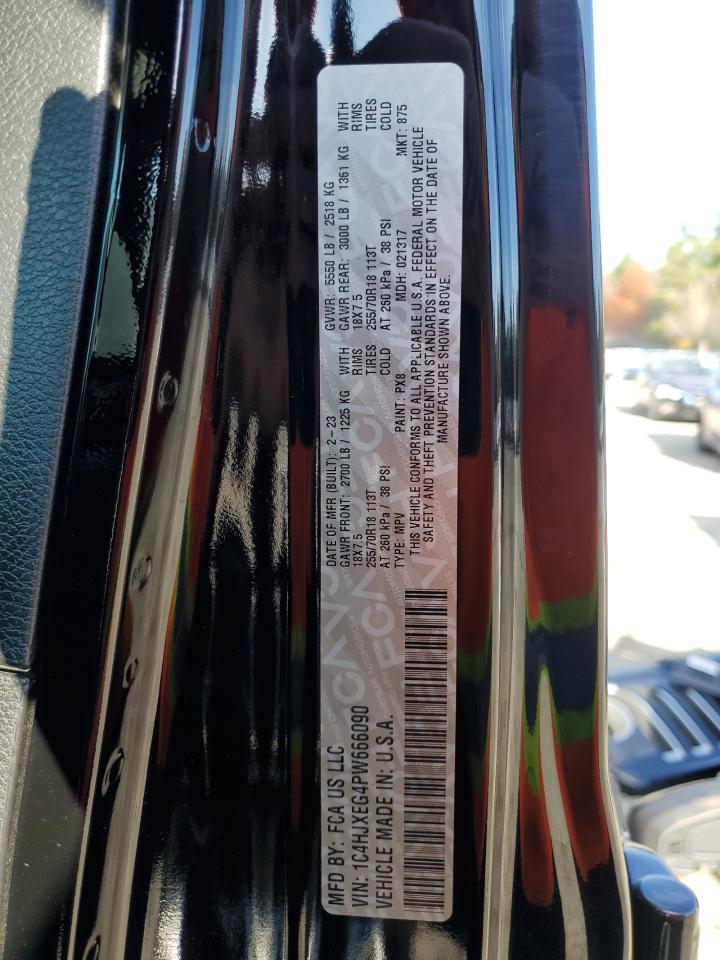 MFD BY: FCA US LLC
DATE OF MFR (BUILT): 2-23
GVWR: 5550 LB / 2518 KG
GAWR FRONT: 2700 LB / 1225 KG WITH
GAWR REAR: 3000 LB / 1361 KG WITH
18X7.5 RIMS
18X7.5 RIMS
255/70R18 113T TIRES
255/70R18 113T TIRES
AT 260 kPa / 38 PSI COLD
AT 260 kPa / 38 PSI COLD
VIN: 1C4HJXEG4PW666090
TYPE: MPV PAINT: PX8 MDH: 021317 MKT: 875
VEHICLE MADE IN: U.S.A.
THIS VEHICLE CONFORMS TO ALL APPLICABLE U.S.A. FEDERAL MOTOR VEHICLE
SAFETY AND THEFT PREVENTION STANDARDS IN EFFECT ON THE DATE OF
MANUFACTURE SHOWN ABOVE.